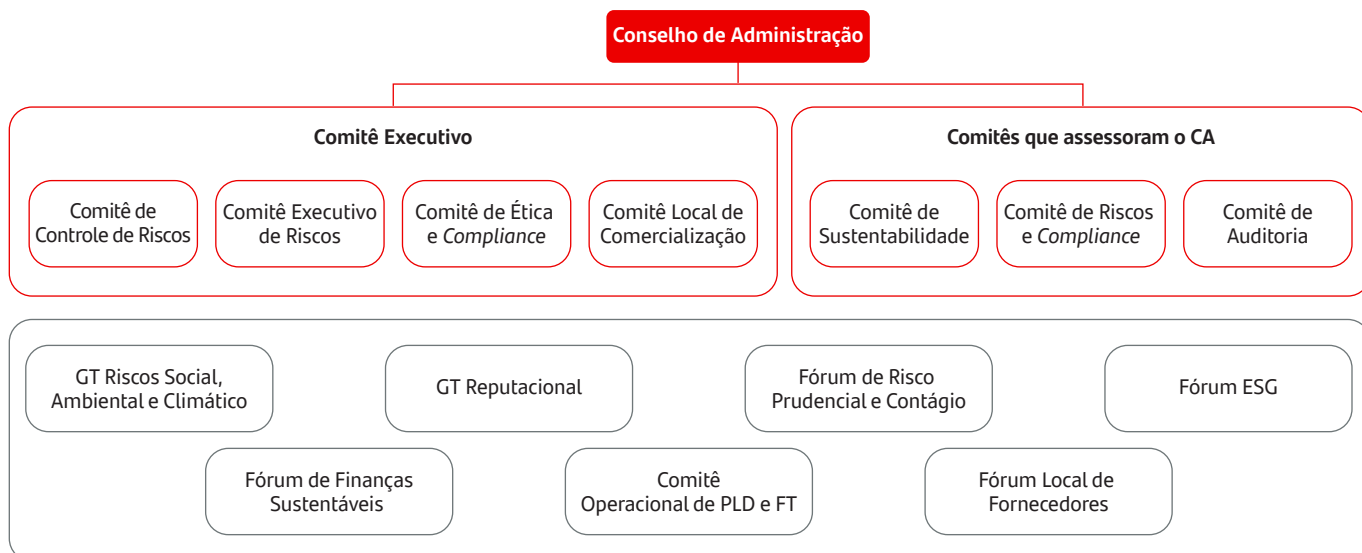 Conselho de Administração
Comitê Executivo
Comitê de
Controle de Riscos
Comitê Executivo
de Riscos
Comitê de Ética
e Compliance
Comitê Local de
Comercialização
Comitês que assessoram o CA
Comitê de
Sustentabilidade
Comitê de Riscos
e Compliance
Comitê de
Auditoria
GT Riscos Social,
Ambiental e Climático
GT Reputacional
Fórum de Risco
Prudencial e Contágio
Fórum ESG
Fórum de Finanças
Sustentáveis
Comitê
Operacional de PLD e FT
Fórum Local de
Fornecedores